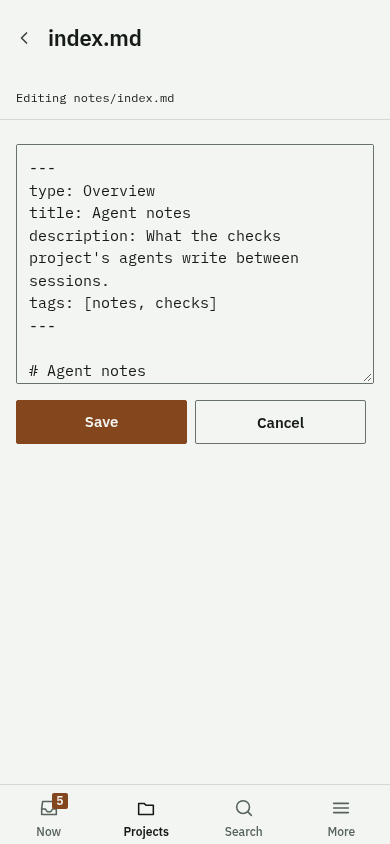 index.md
Editing notes/index.md
---
type: Overview
title: Agent notes
description: What the checks
project's agents write between
sessions.
tags: [notes, checks]
---
# Agent notes
Save
Cancel
5
Now
Projects
Search
More